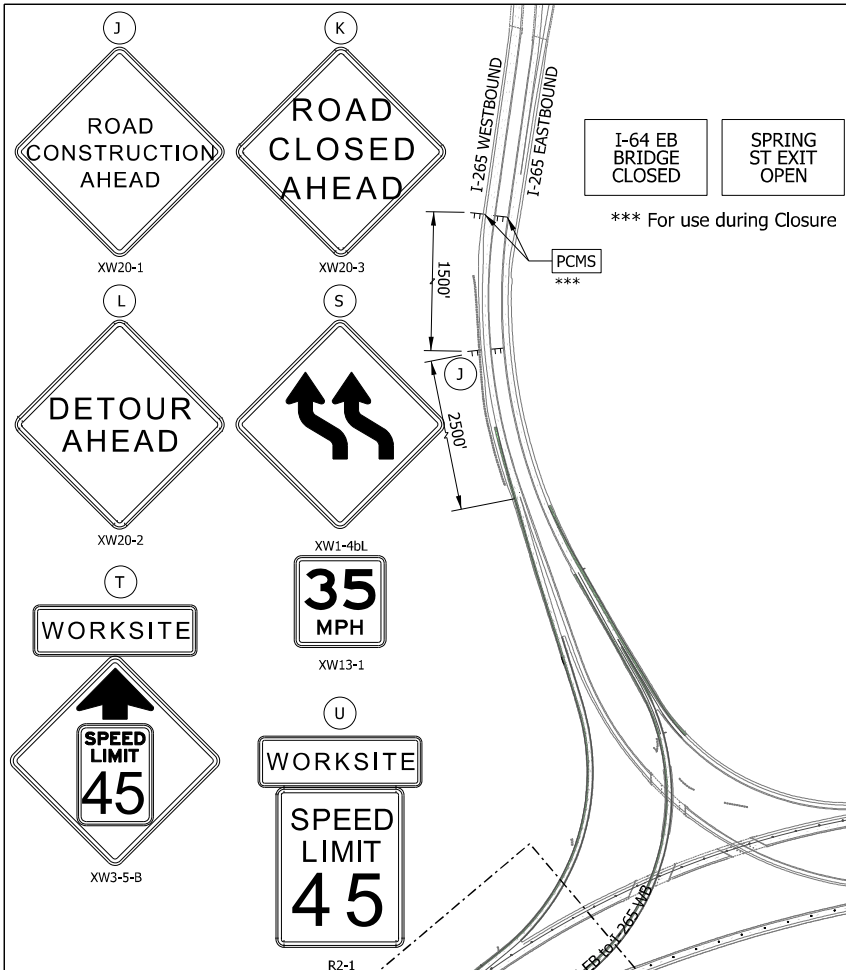 J
ROAD
CONSTRUCTION
AHEAD
XW20-1
K
ROAD
CLOSED
AHEAD
XW20-3
L
DETOUR
AHEAD
XW20-2
S
XW1-4bL
35
MPH
XW13-1
T
WORKSITE
SPEED
LIMIT
45
XW3-5-B
U
WORKSITE
SPEED
LIMIT
45
R2-1
I-265 WESTBOUND
I-265 EASTBOUND
I-64 EB
BRIDGE
CLOSED
SPRING
ST EXIT
OPEN
*** For use during Closure
PCMS
***
1500'
J
2500'
EB to I 265 WB